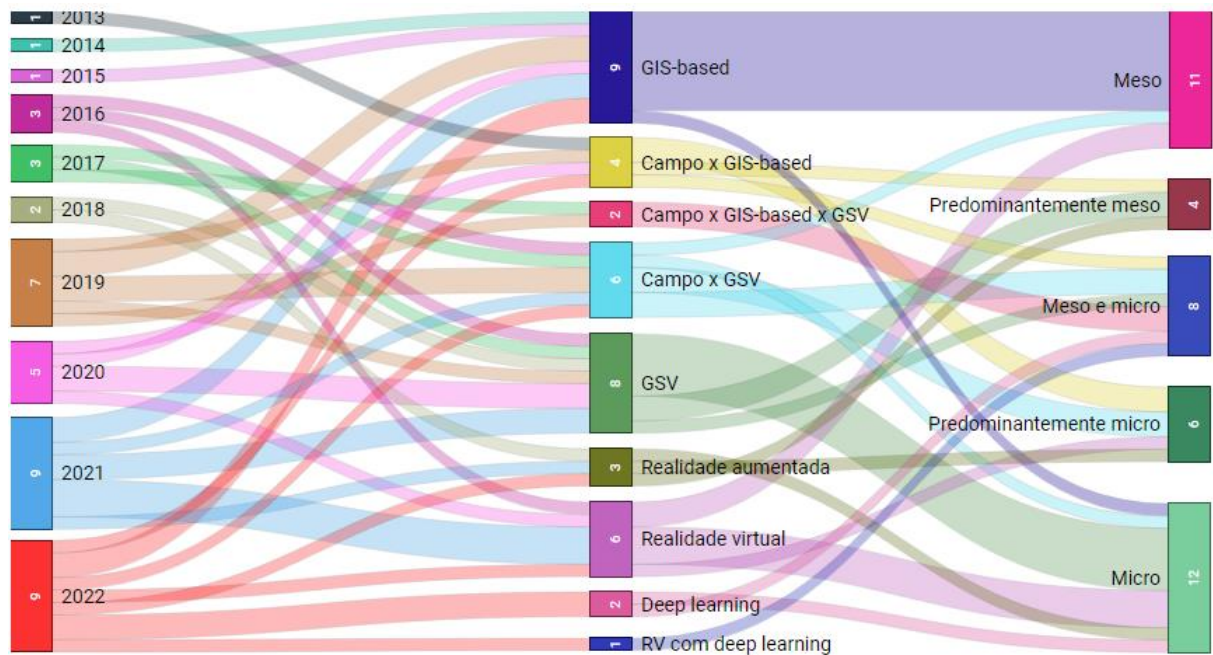 1 2013
1 2014
1 2015
3 2016
3 2017
2 2018
7 2019
5 2020
9 2021
9 2022
9 GIS-based
4 Campo x GIS-based
2 Campo x GIS-based x GSV
6 Campo x GSV
8 GSV
3 Realidade aumentada
6 Realidade virtual
2 Deep learning
1 RV com deep learning
Meso 11
Predominantemente meso 4
Meso e micro 8
Predominantemente micro 6
Micro 12